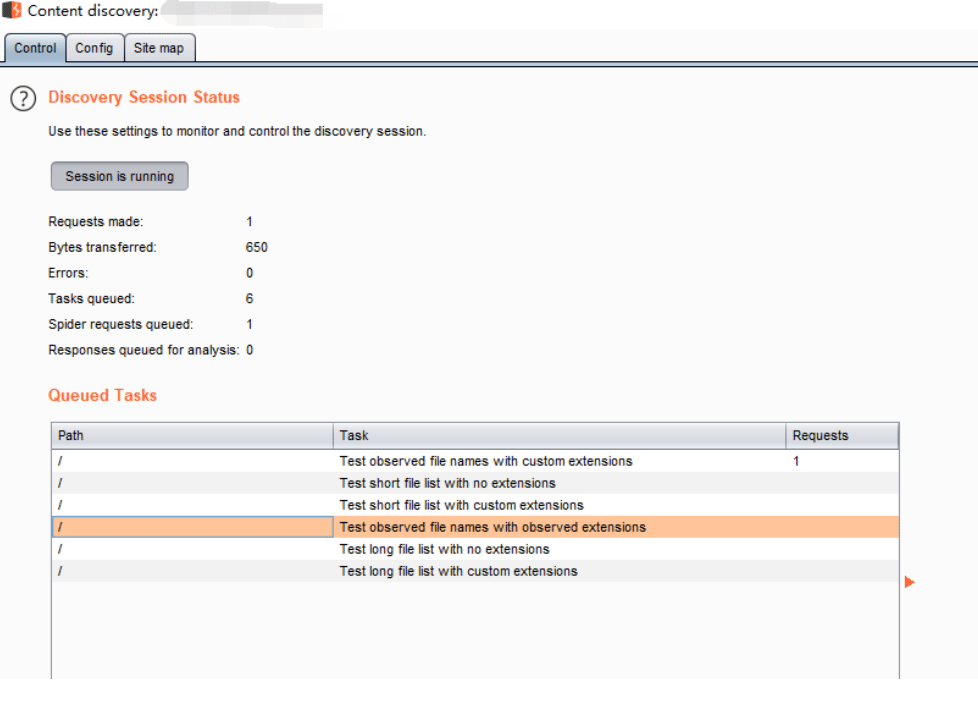 Content discovery:
Control Config Site map
? Discovery Session Status
Use these settings to monitor and control the discovery session.
Session is running
Requests made: 1
Bytes transferred: 650
Errors: 0
Tasks queued: 6
Spider requests queued: 1
Responses queued for analysis: 0
Queued Tasks
Path Task Requests
/ Test observed file names with custom extensions 1
/ Test short file list with no extensions
/ Test short file list with custom extensions
/ Test observed file names with observed extensions
/ Test long file list with no extensions
/ Test long file list with custom extensions